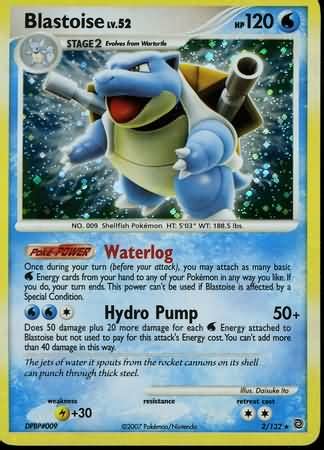 Blastoise LV.52 HP 120
STAGE2 Evolves from Wartortle
NO. 009 Shellfish Pokémon HT: 5'03" WT: 188.5 lbs.
Poké-POWER Waterlog
Once during your turn (before your attack), you may attach as many basic
Energy cards from your hand to any of your Pokémon in any way you like. If
you do, your turn ends. This power can't be used if Blastoise is affected by a
Special Condition.
Hydro Pump 50+
Does 50 damage plus 20 more damage for each Energy attached to
Blastoise but not used to pay for this attack's Energy cost. You can't add more
than 40 damage in this way.
The jets of water it spouts from the rocket cannons on its shell
can punch through thick steel.
Illus. Daisuke Ito
weakness resistance retreat cost
+30
DPBP#009 ©2007 Pokémon/Nintendo 2/132